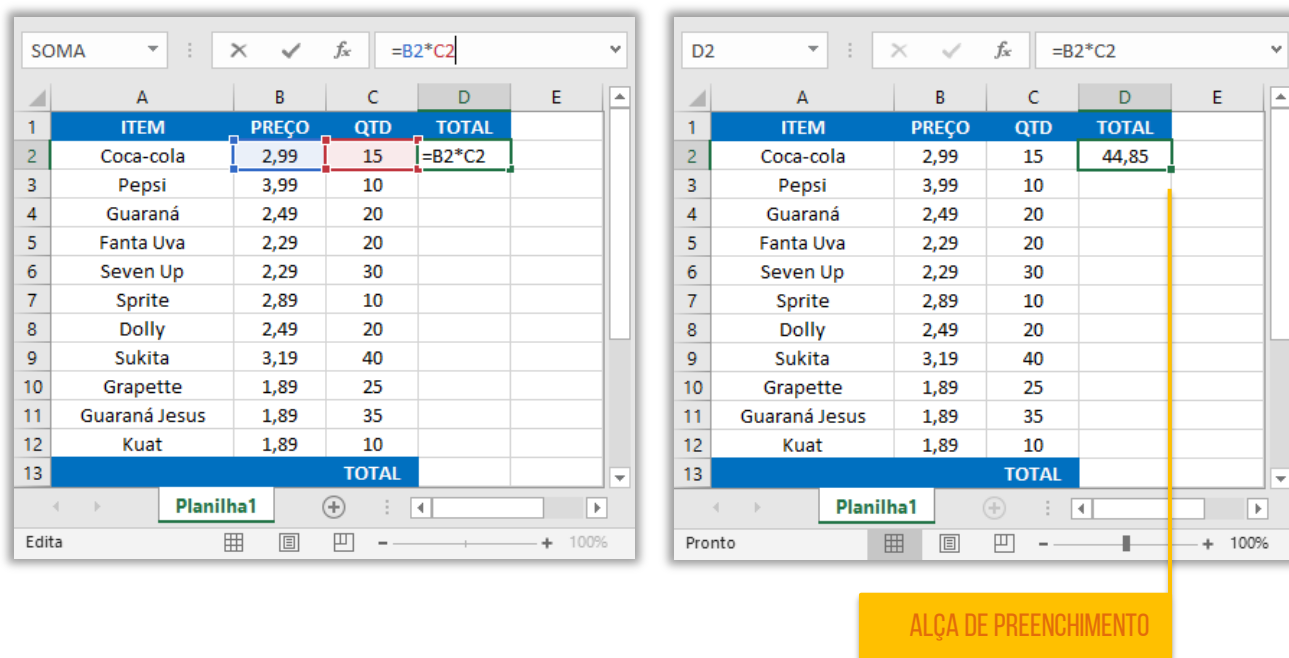 SOMA fx =B2*C2
A B C D E
1 ITEM PREÇO QTD TOTAL
2 Coca-cola 2,99 15 =B2*C2
3 Pepsi 3,99 10
4 Guaraná 2,49 20
5 Fanta Uva 2,29 20
6 Seven Up 2,29 30
7 Sprite 2,89 10
8 Dolly 2,49 20
9 Sukita 3,19 40
10 Grapette 1,89 25
11 Guaraná Jesus 1,89 35
12 Kuat 1,89 10
13 TOTAL
Planilha1
Edita 100%
D2 fx =B2*C2
A B C D E
1 ITEM PREÇO QTD TOTAL
2 Coca-cola 2,99 15 44,85
3 Pepsi 3,99 10
4 Guaraná 2,49 20
5 Fanta Uva 2,29 20
6 Seven Up 2,29 30
7 Sprite 2,89 10
8 Dolly 2,49 20
9 Sukita 3,19 40
10 Grapette 1,89 25
11 Guaraná Jesus 1,89 35
12 Kuat 1,89 10
13 TOTAL
Planilha1
Pronto 100%
ALÇA DE PREENCHIMENTO